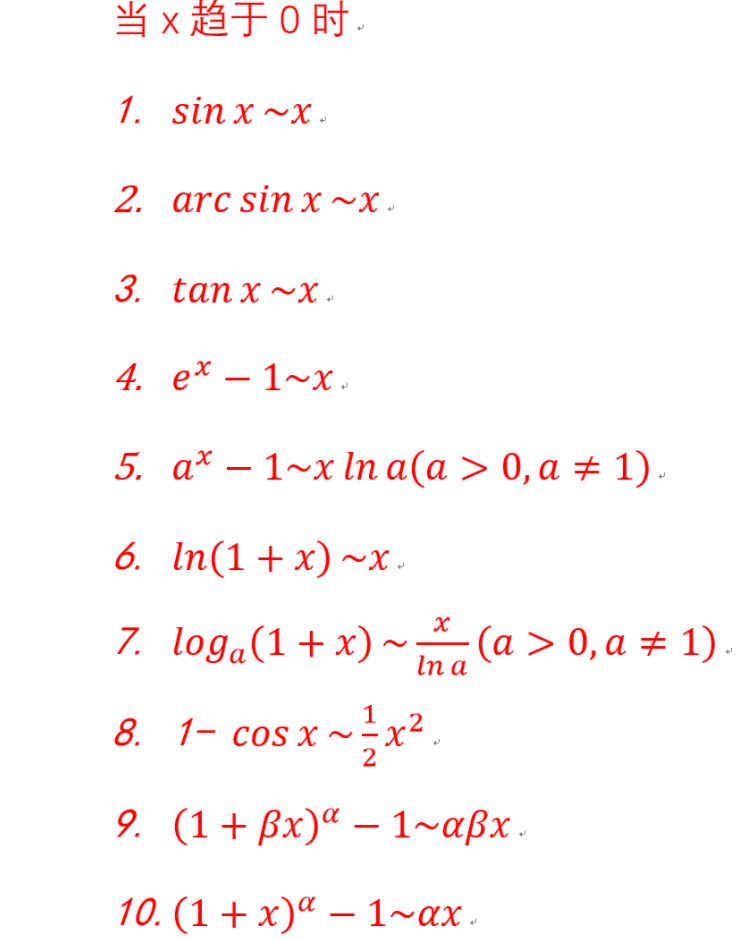 当 x 趋于 0 时
1. sin x ~x
2. arc sin x ~x
3. tan x ~x
4. eˣ − 1~x
5. aˣ − 1~x ln a(a > 0, a ≠ 1)
6. ln(1 + x) ~x
7. logₐ(1 + x) ~ x/ln a (a > 0, a ≠ 1)
8. 1− cos x ~ 1/2 x²
9. (1 + βx)^α − 1~αβx
10. (1 + x)^α − 1~αx